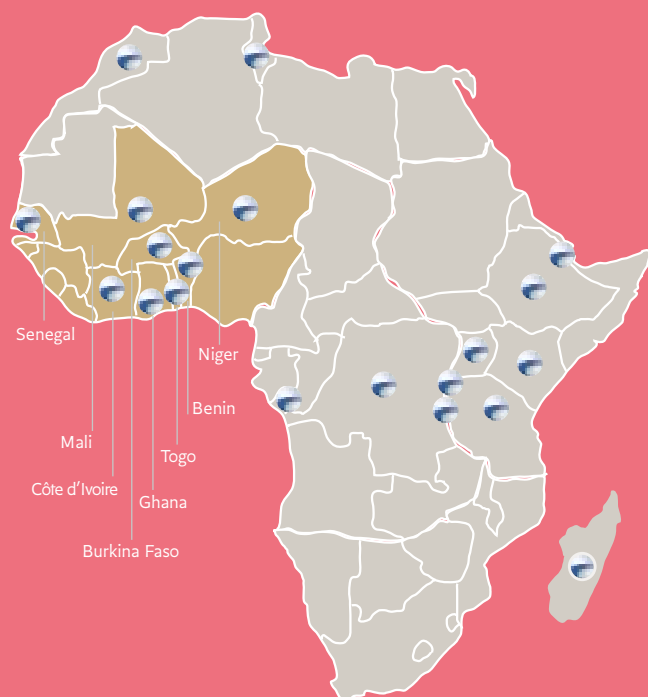 Senegal
Niger
Benin
Mali
Togo
Côte d'Ivoire
Ghana
Burkina Faso